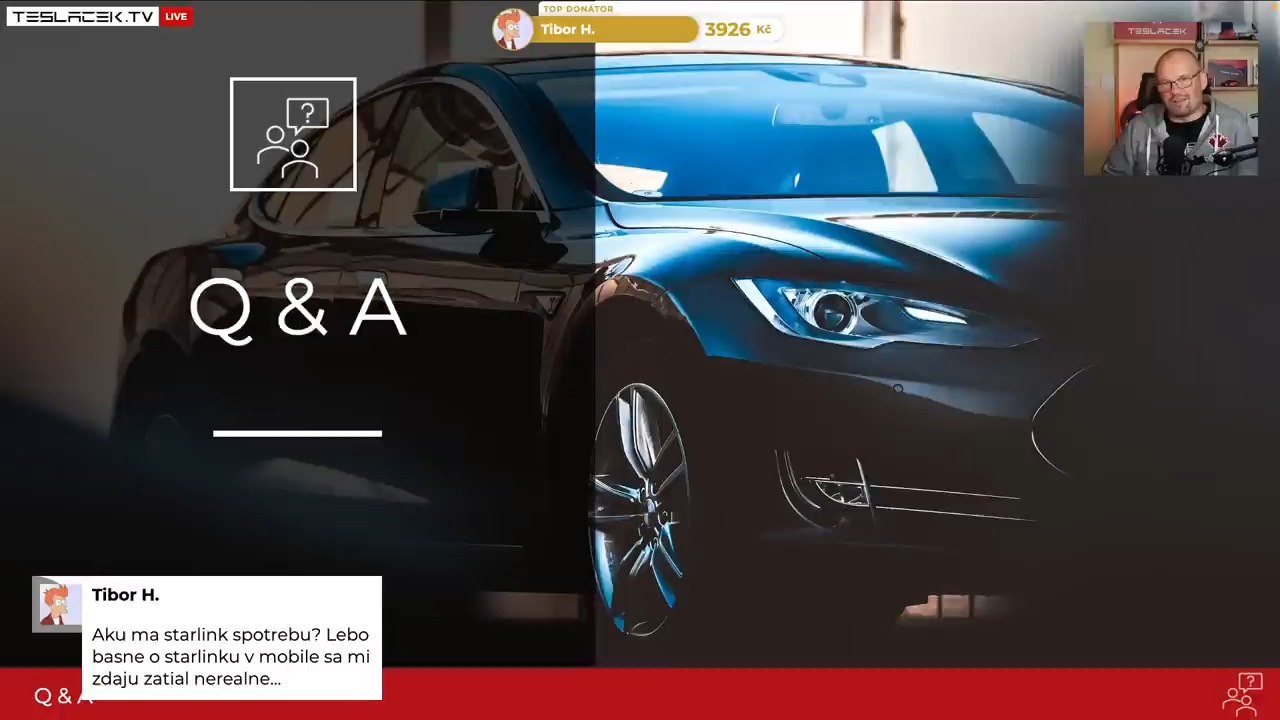 TESLACEK.TV LIVE
TOP DONÁTOR
Tibor H. 3926 Kč
TESLACEK
?
Q & A
Tibor H.
Aku ma starlink spotrebu? Lebo
basne o starlinku v mobile sa mi
zdaju zatial nerealne...
Q & A
?